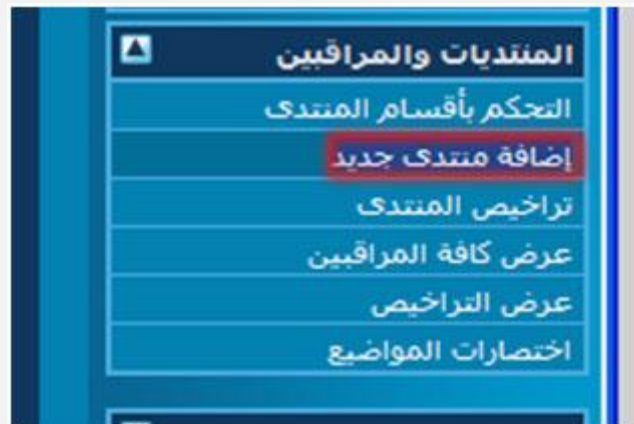 المنتديات والمراقبين
التحكم بأقسام المنتدى
إضافة منتدى جديد
تراخيص المنتدى
عرض كافة المراقبين
عرض التراخيص
اختصارات المواضيع